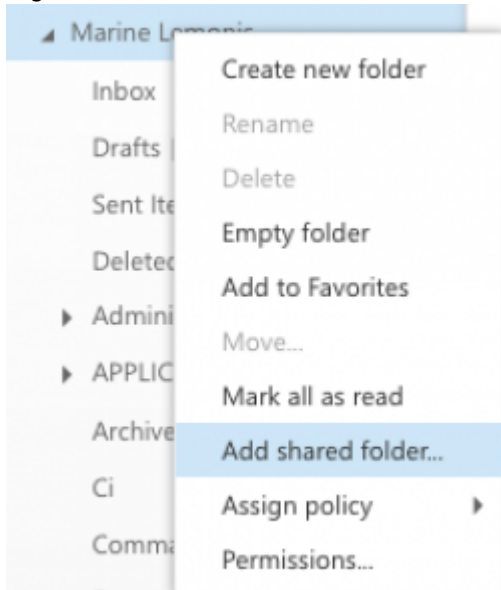 Marine Lemonis
Create new folder
Inbox
Rename
Drafts
Delete
Sent Ite
Empty folder
Deleted
Add to Favorites
Admini
Move...
APPLIC
Mark all as read
Archive
Add shared folder...
Ci
Assign policy
Comma
Permissions...